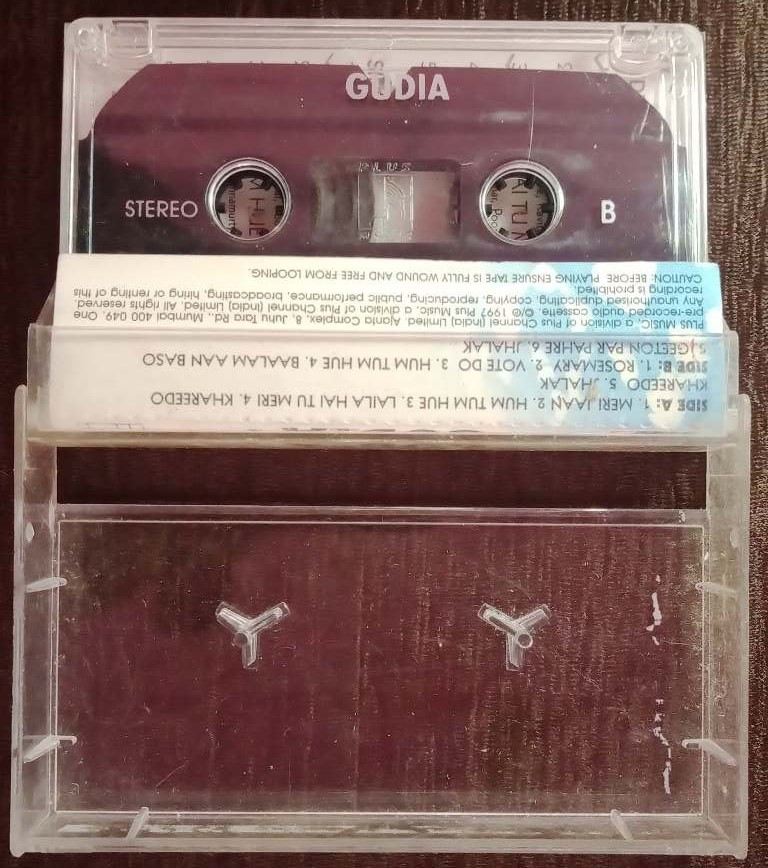 GUDIA
PLUS
STEREO
B
SIDE A: 1. MERI JAAN 2. HUM TUM HUE 3. LAILA HAI TU MERI 4. KHAREEDO
KHAREEDO 5. JHALAK
SIDE B: 1. ROSEMARY 2. VOTE DO 3. HUM TUM HUE 4. BAALAM AAN BASO
5. GEETON PAR PAHRE 6. JHALAK
PLUS MUSIC, a division of Plus Channel (India) Limited Ajanta Complex, 8, Juhu Tara Rd., Mumbai 400 049. One
pre-recorded audio cassette. ©/℗ 1997 Plus Music, a division of Plus Channel (India) Limited. All rights reserved.
Any unauthorised duplicating, copying, reproducing, public performance, broadcasting, hiring or renting of this
recording is prohibited.
CAUTION: BEFORE PLAYING ENSURE TAPE IS FULLY WOUND AND FREE FROM LOOPING.